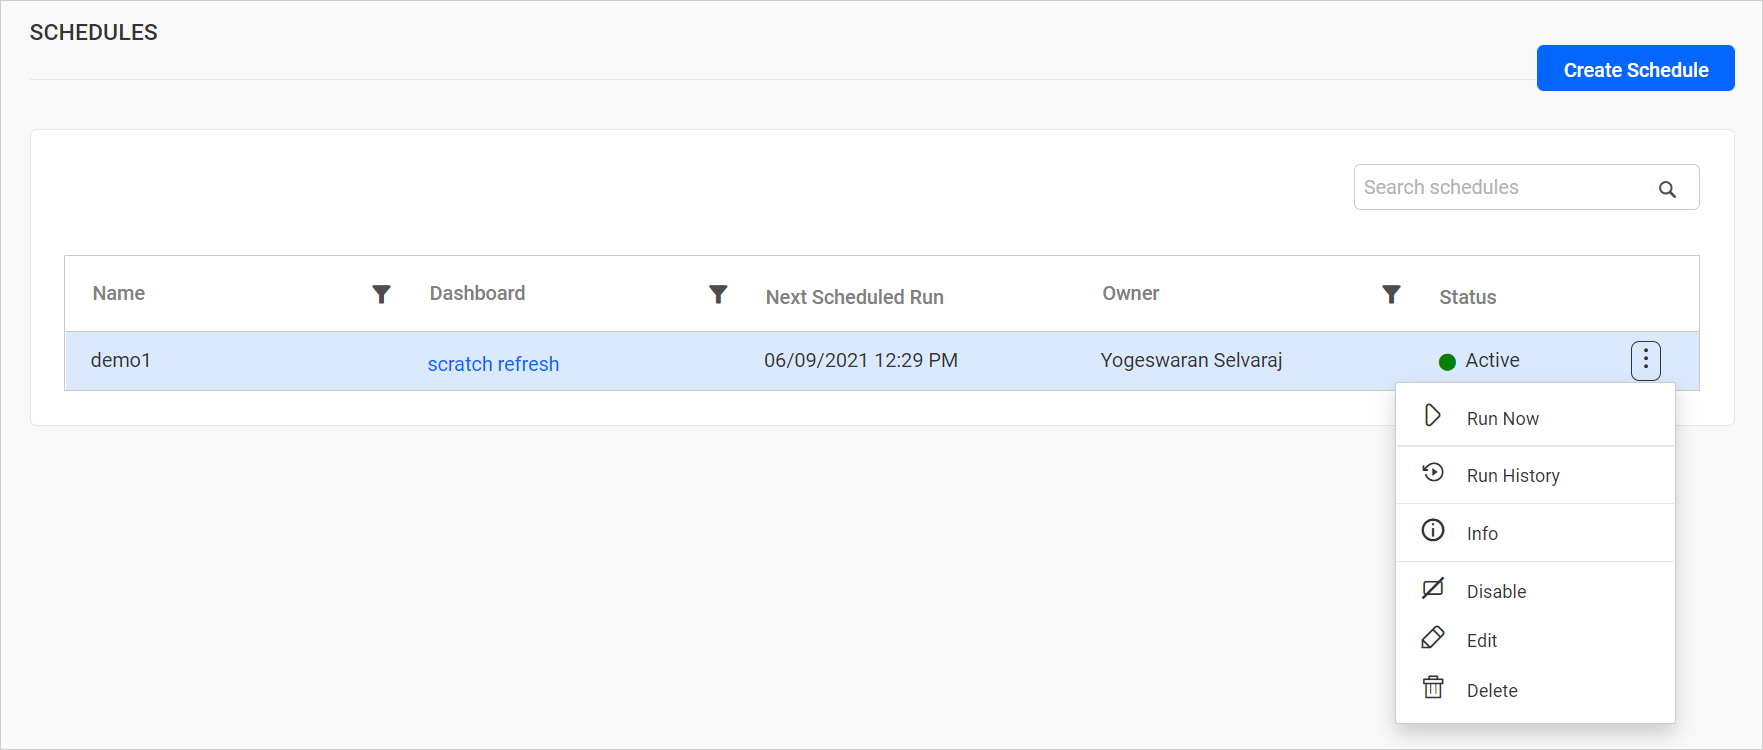 SCHEDULES
Create Schedule
Search schedules
Name Dashboard Next Scheduled Run Owner Status
demo1 scratch refresh 06/09/2021 12:29 PM Yogeswaran Selvaraj Active
Run Now
Run History
Info
Disable
Edit
Delete